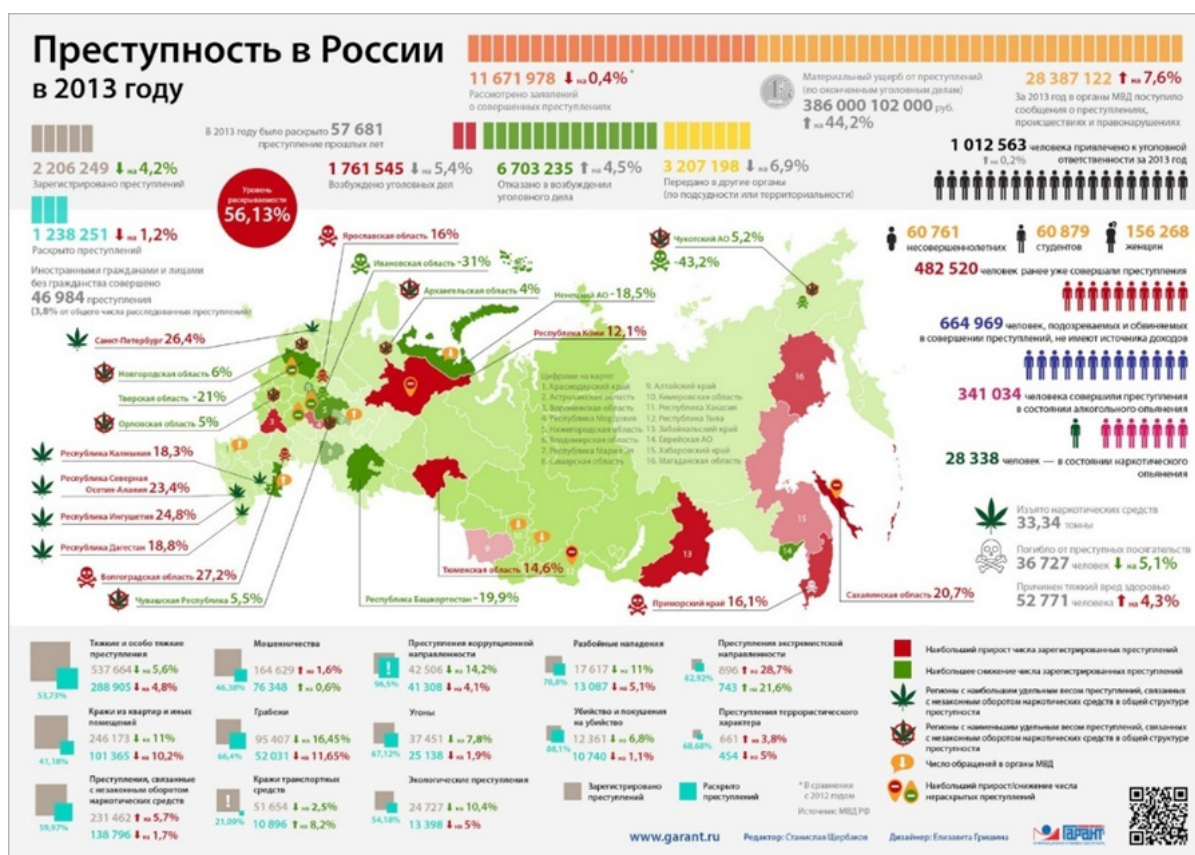 Преступность в России
в 2013 году
11 671 978 ↓ на 0,4% *
Рассмотрено заявлений
о совершенных преступлениях
Материальный ущерб от преступлений
(по оконченным уголовным делам)
386 000 102 000 руб.
↑ на 44,2%
28 387 122 ↑ на 7,6%
За 2013 год в органы МВД поступило
сообщения о преступлениях,
происшествиях и правонарушениях
2 206 249 ↓ на 4,2%
Зарегистрировано преступлений
В 2013 году было раскрыто 57 681
преступление прошлых лет
1 761 545 ↓ на 5,4%
Возбуждено уголовных дел
6 703 235 ↑ на 4,5%
Отказано в возбуждении
уголовного дела
3 207 198 ↓ на 6,9%
Передано в другие органы
(по подсудности или территориальности)
1 012 563 человека привлечено к уголовной
↑ на 0,2% ответственности за 2013 год
Уровень
раскрываемости
56,13%
1 238 251 ↓ на 1,2%
Раскрыто преступлений
Иностранными гражданами и лицами
без гражданства совершено
46 984 преступления
(3,8% от общего числа расследованных преступлений)
60 761
несовершеннолетних
60 879
студентов
156 268
женщин
482 520 человек ранее уже совершали преступления
664 969 человек, подозреваемых и обвиняемых
в совершении преступлений, не имеют источника доходов
341 034 человека совершили преступления
в состоянии алкогольного опьянения
28 338 человек — в состоянии наркотического
опьянения
Изъято наркотических средств
33,34 тонны
Погибло от преступных посягательств
36 727 человек ↓ на 5,1%
Причинен тяжкий вред здоровью
52 771 человека ↑ на 4,3%
Ярославская область 16%
Ивановская область -31%
Архангельская область 4%
Ненецкий АО -18,5%
Республика Коми 12,1%
Чукотский АО 5,2%
-43,2%
Санкт-Петербург 26,4%
Новгородская область 6%
Тверская область -21%
Орловская область 5%
Республика Калмыкия 18,3%
Республика Северная
Осетия-Алания 23,4%
Республика Ингушетия 24,8%
Республика Дагестан 18,8%
Волгоградская область 27,2%
Чувашская Республика 5,5%
Республика Башкортостан -19,9%
Тюменская область 14,6%
Приморский край 16,1%
Сахалинская область 20,7%
Цифрами на карте:
1. Краснодарский край
2. Астраханская область
3. Воронежская область
4. Республика Мордовия
5. Нижегородская область
6. Владимирская область
7. Республика Марий Эл
8. Самарская область
9. Алтайский край
10. Кемеровская область
11. Республика Хакасия
12. Республика Тыва
13. Забайкальский край
14. Еврейская АО
15. Хабаровский край
16. Магаданская область
3
9
13
14
15
16
Тяжкие и особо тяжкие
преступления
537 664 ↓ на 5,6%
288 905 ↓ на 4,8%
53,73%
Мошенничества
164 629 ↑ на 1,6%
76 348 ↑ на 0,6%
46,38%
Преступления коррупционной
направленности
42 506 ↓ на 14,2%
41 308 ↓ на 4,1%
96,5%
Разбойные нападения
17 617 ↓ на 11%
13 087 ↓ на 5,1%
70,8%
Преступления экстремистской
направленности
896 ↑ на 28,7%
743 ↑ на 21,6%
82,92%
Кражи из квартир и иных
помещений
246 173 ↓ на 11%
101 365 ↓ на 10,2%
41,18%
Грабежи
95 407 ↓ на 16,45%
52 031 ↓ на 11,65%
66,4%
Угоны
37 451 ↓ на 7,8%
25 138 ↓ на 1,9%
67,12%
Убийство и покушения
на убийство
12 361 ↓ на 6,8%
10 740 ↓ на 1,1%
88,1%
Преступления террористического
характера
661 ↑ на 3,8%
454 ↓ на 5%
68,68%
Преступления, связанные
с незаконным оборотом
наркотических средств
231 462 ↑ на 5,7%
138 796 ↓ на 1,7%
59,97%
Кражи транспортных
средств
51 654 ↓ на 2,5%
10 896 ↑ на 8,2%
21,09%
Экологические преступления
24 727 ↓ на 10,4%
13 398 ↓ на 5%
54,18%
Зарегистрировано
преступлений
Раскрыто
преступлений
* В сравнении
с 2012 годом
Источник: МВД РФ
Наибольший прирост числа зарегистрированных преступлений
Наибольшее снижение числа зарегистрированных преступлений
Регионы с наибольшим удельным весом преступлений, связанных
с незаконным оборотом наркотических средств в общей структуре
преступности
Регионы с наименьшим удельным весом преступлений, связанных
с незаконным оборотом наркотических средств в общей структуре
преступности
Число обращений в органы МВД
Наибольший прирост/снижение числа
нераскрытых преступлений
www.garant.ru
Редактор: Станислав Щербаков
Дизайнер: Елизавета Гришина
ГАРАНТ